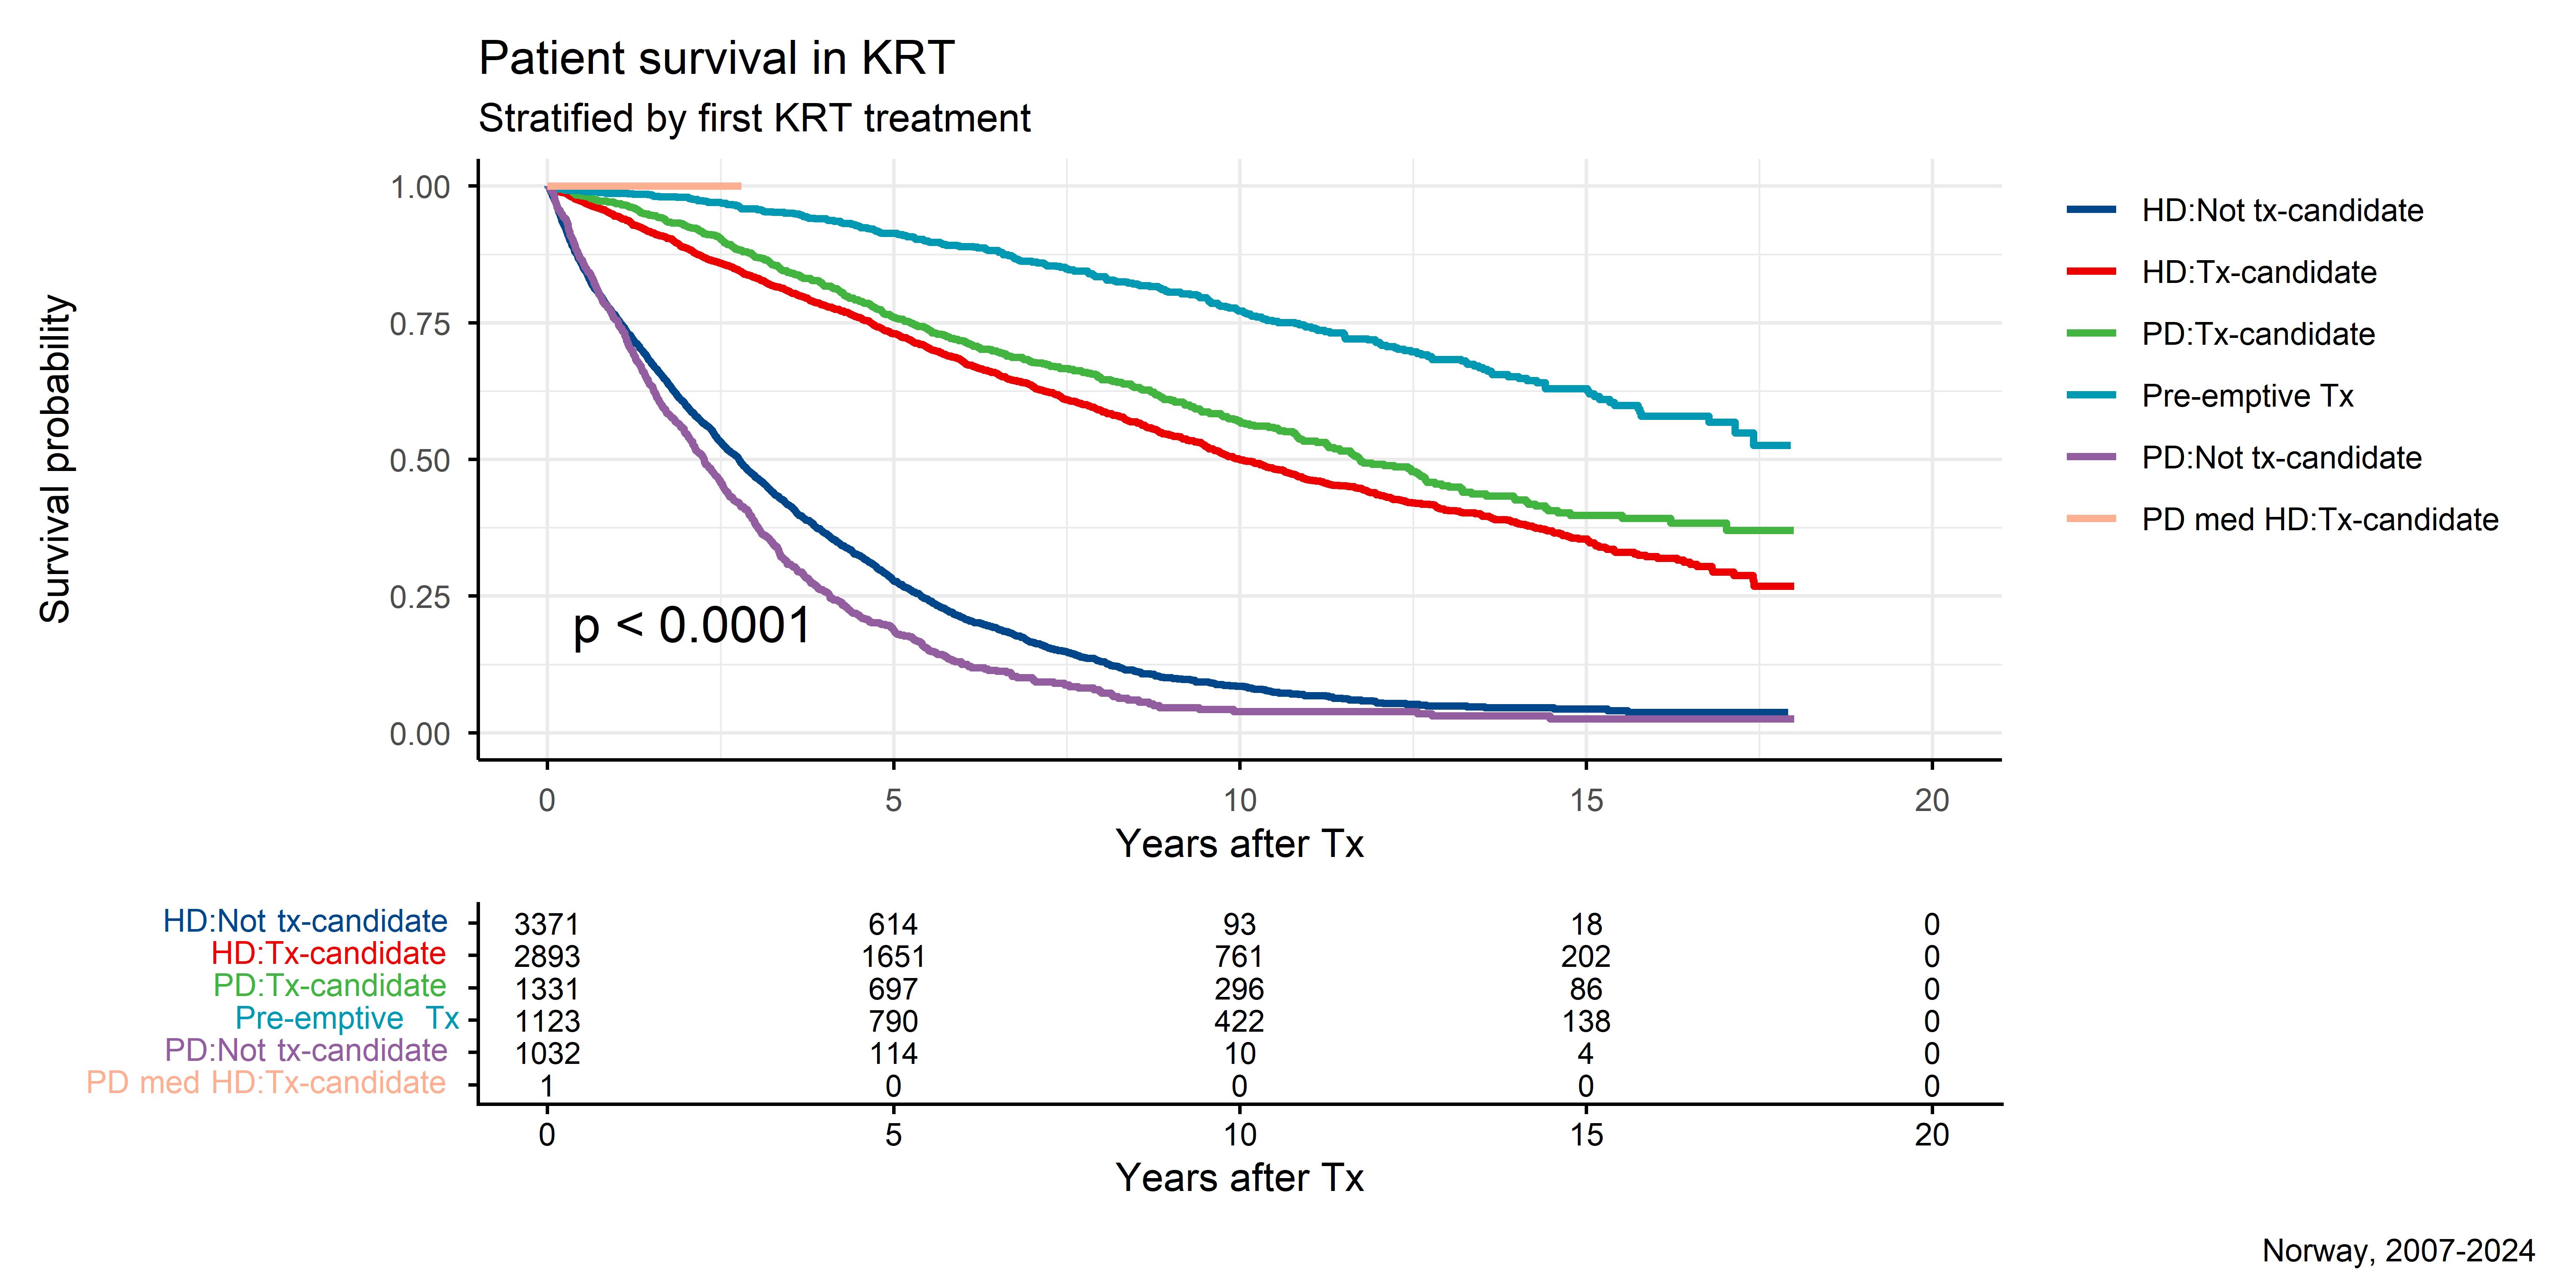 Patient survival in KRT
Stratified by first KRT treatment
Survival probability
1.00
0.75
0.50
0.25
0.00
p < 0.0001
0 5 10 15 20
Years after Tx
HD:Not tx-candidate
HD:Tx-candidate
PD:Tx-candidate
Pre-emptive Tx
PD:Not tx-candidate
PD med HD:Tx-candidate
HD:Not tx-candidate 3371 614 93 18 0
HD:Tx-candidate 2893 1651 761 202 0
PD:Tx-candidate 1331 697 296 86 0
Pre-emptive Tx 1123 790 422 138 0
PD:Not tx-candidate 1032 114 10 4 0
PD med HD:Tx-candidate 1 0 0 0 0
0 5 10 15 20
Years after Tx
Norway, 2007-2024